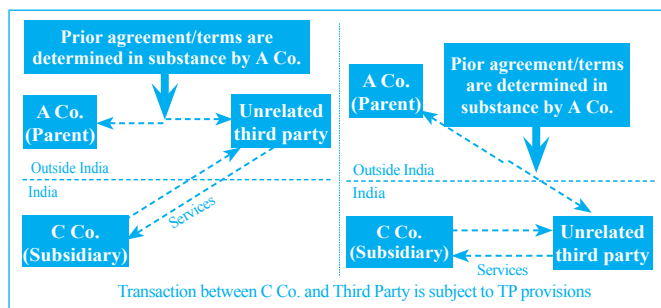 Prior agreement/terms
are determined in
substance by A Co.
A Co.
(Parent)
Unrelated
third party
Outside India
India
Services
C Co.
(Subsidiary)
Pior agreement/terms
are determined in
substance by A Co.
A Co.
(Parent)
Outside India
India
C Co.
(Subsidiary)
Unrelated
third party
Services
Transaction between C Co. and Third Party is subject to TP provisions